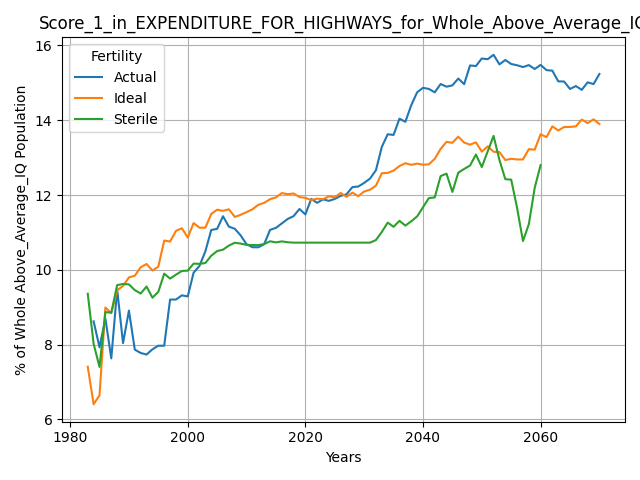 Score_1_in_EXPENDITURE_FOR_HIGHWAYS_for_Whole_Above_Average_IQ
Fertility
Actual
Ideal
Sterile
% of Whole Above_Average_IQ Population
16
14
12
10
8
6
1980
2000
2020
2040
2060
Years